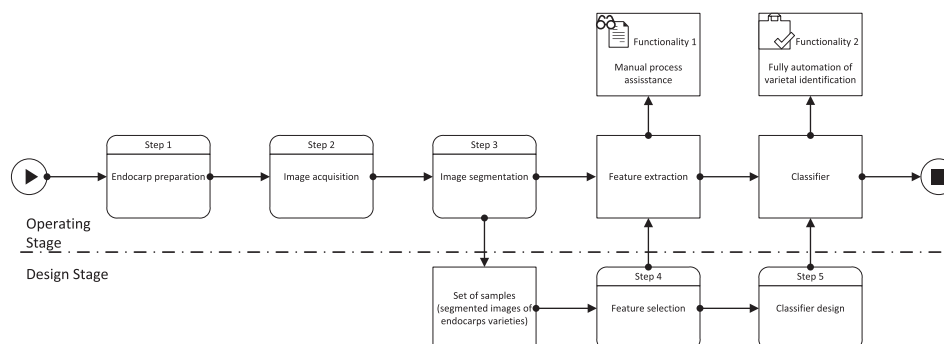 Functionality 1
Manual process
assisstance
Functionality 2
Fully automation of
varietal identification
Step 1
Endocarp preparation
Step 2
Image acquisition
Step 3
Image segmentation
Feature extraction
Classifier
Operating
Stage
Design Stage
Set of samples
(segmented images of
endocarps varieties)
Step 4
Feature selection
Step 5
Classifier design